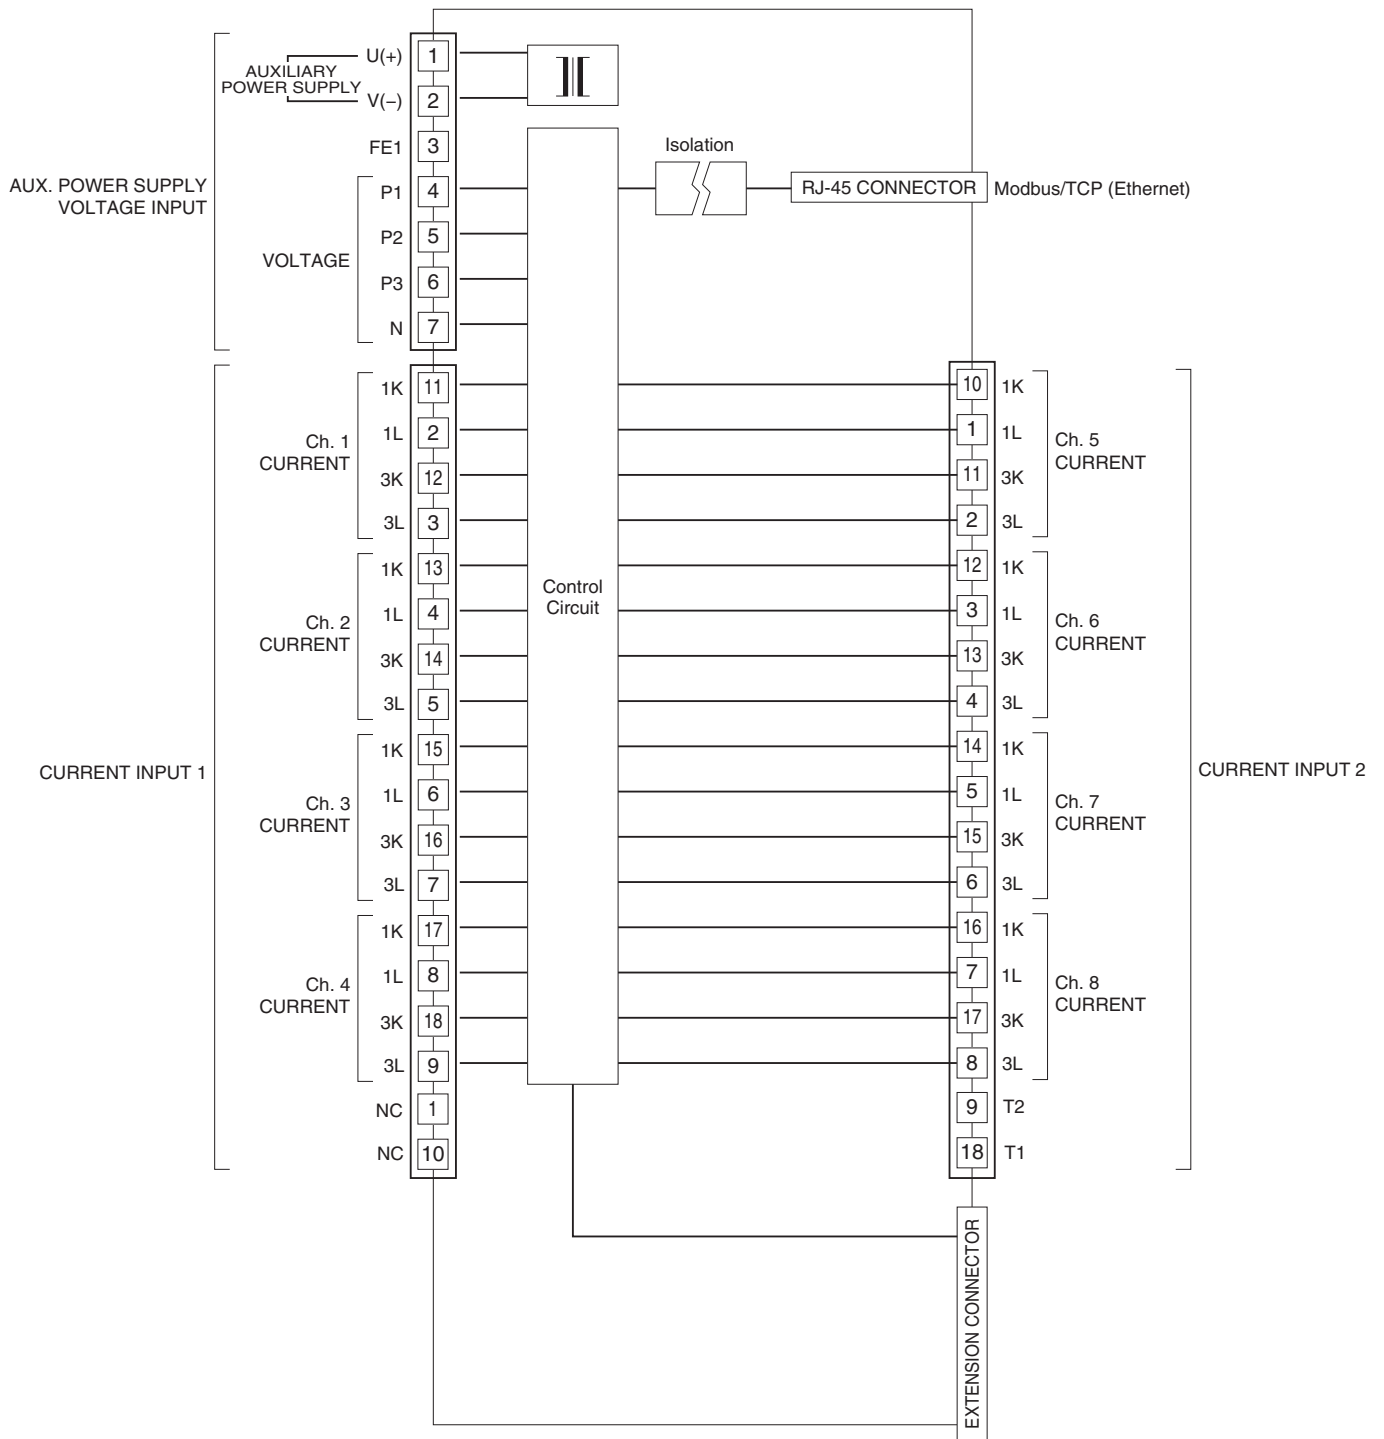 AUX. POWER SUPPLY
VOLTAGE INPUT
AUXILIARY
POWER SUPPLY
U(+) 1
V(−) 2
FE1 3
VOLTAGE
P1 4
P2 5
P3 6
N 7
Isolation
RJ-45 CONNECTOR
Modbus/TCP (Ethernet)
Control
Circuit
CURRENT INPUT 1
Ch. 1
CURRENT
1K 11
1L 2
3K 12
3L 3
Ch. 2
CURRENT
1K 13
1L 4
3K 14
3L 5
Ch. 3
CURRENT
1K 15
1L 6
3K 16
3L 7
Ch. 4
CURRENT
1K 17
1L 8
3K 18
3L 9
NC 1
NC 10
10 1K
1 1L
11 3K
2 3L
Ch. 5
CURRENT
12 1K
3 1L
13 3K
4 3L
Ch. 6
CURRENT
14 1K
5 1L
15 3K
6 3L
Ch. 7
CURRENT
16 1K
7 1L
17 3K
8 3L
Ch. 8
CURRENT
9 T2
18 T1
CURRENT INPUT 2
EXTENSION CONNECTOR